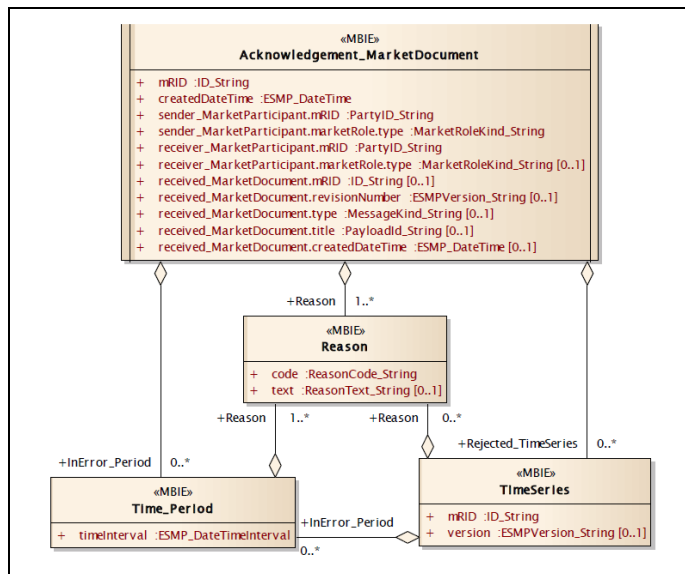 «MBIE»
Acknowledgement_MarketDocument
+ mRID :ID_String
+ createdDateTime :ESMP_DateTime
+ sender_MarketParticipant.mRID :PartyID_String
+ sender_MarketParticipant.marketRole.type :MarketRoleKind_String
+ receiver_MarketParticipant.mRID :PartyID_String
+ receiver_MarketParticipant.marketRole.type :MarketRoleKind_String [0..1]
+ received_MarketDocument.mRID :ID_String [0..1]
+ received_MarketDocument.revisionNumber :ESMPVersion_String [0..1]
+ received_MarketDocument.type :MessageKind_String [0..1]
+ received_MarketDocument.title :PayloadId_String [0..1]
+ received_MarketDocument.createdDateTime :ESMP_DateTime [0..1]
+Reason 1..*
«MBIE»
Reason
+ code :ReasonCode_String
+ text :ReasonText_String [0..1]
+Reason 1..* +Reason 0..*
+Rejected_TimeSeries 0..*
+InError_Period 0..*
«MBIE»
Time_Period
+ timeInterval :ESMP_DateTimeInterval
+InError_Period
0..*
«MBIE»
TimeSeries
+ mRID :ID_String
+ version :ESMPVersion_String [0..1]